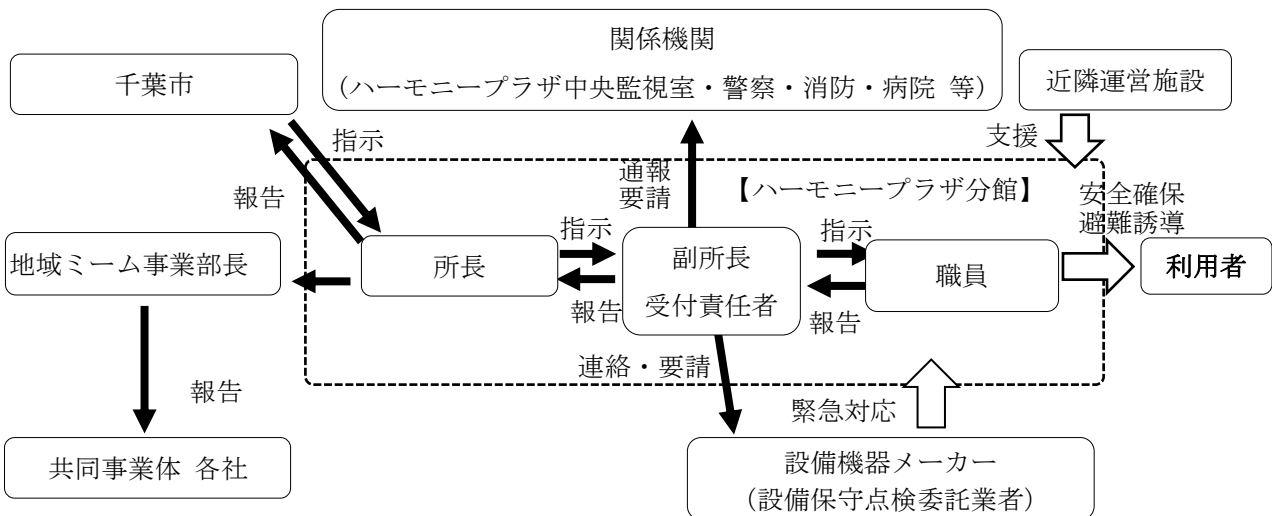 関係機関
(ハーモニープラザ中央監視室・警察・消防・病院 等)
千葉市
近隣運営施設
指示
支援
報告
通報
要請
【ハーモニープラザ分館】
安全確保
避難誘導
地域ミーム事業部長
所長
指示
報告
副所長
受付責任者
指示
報告
職員
利用者
連絡・要請
報告
緊急対応
共同事業体 各社
設備機器メーカー
(設備保守点検委託業者)